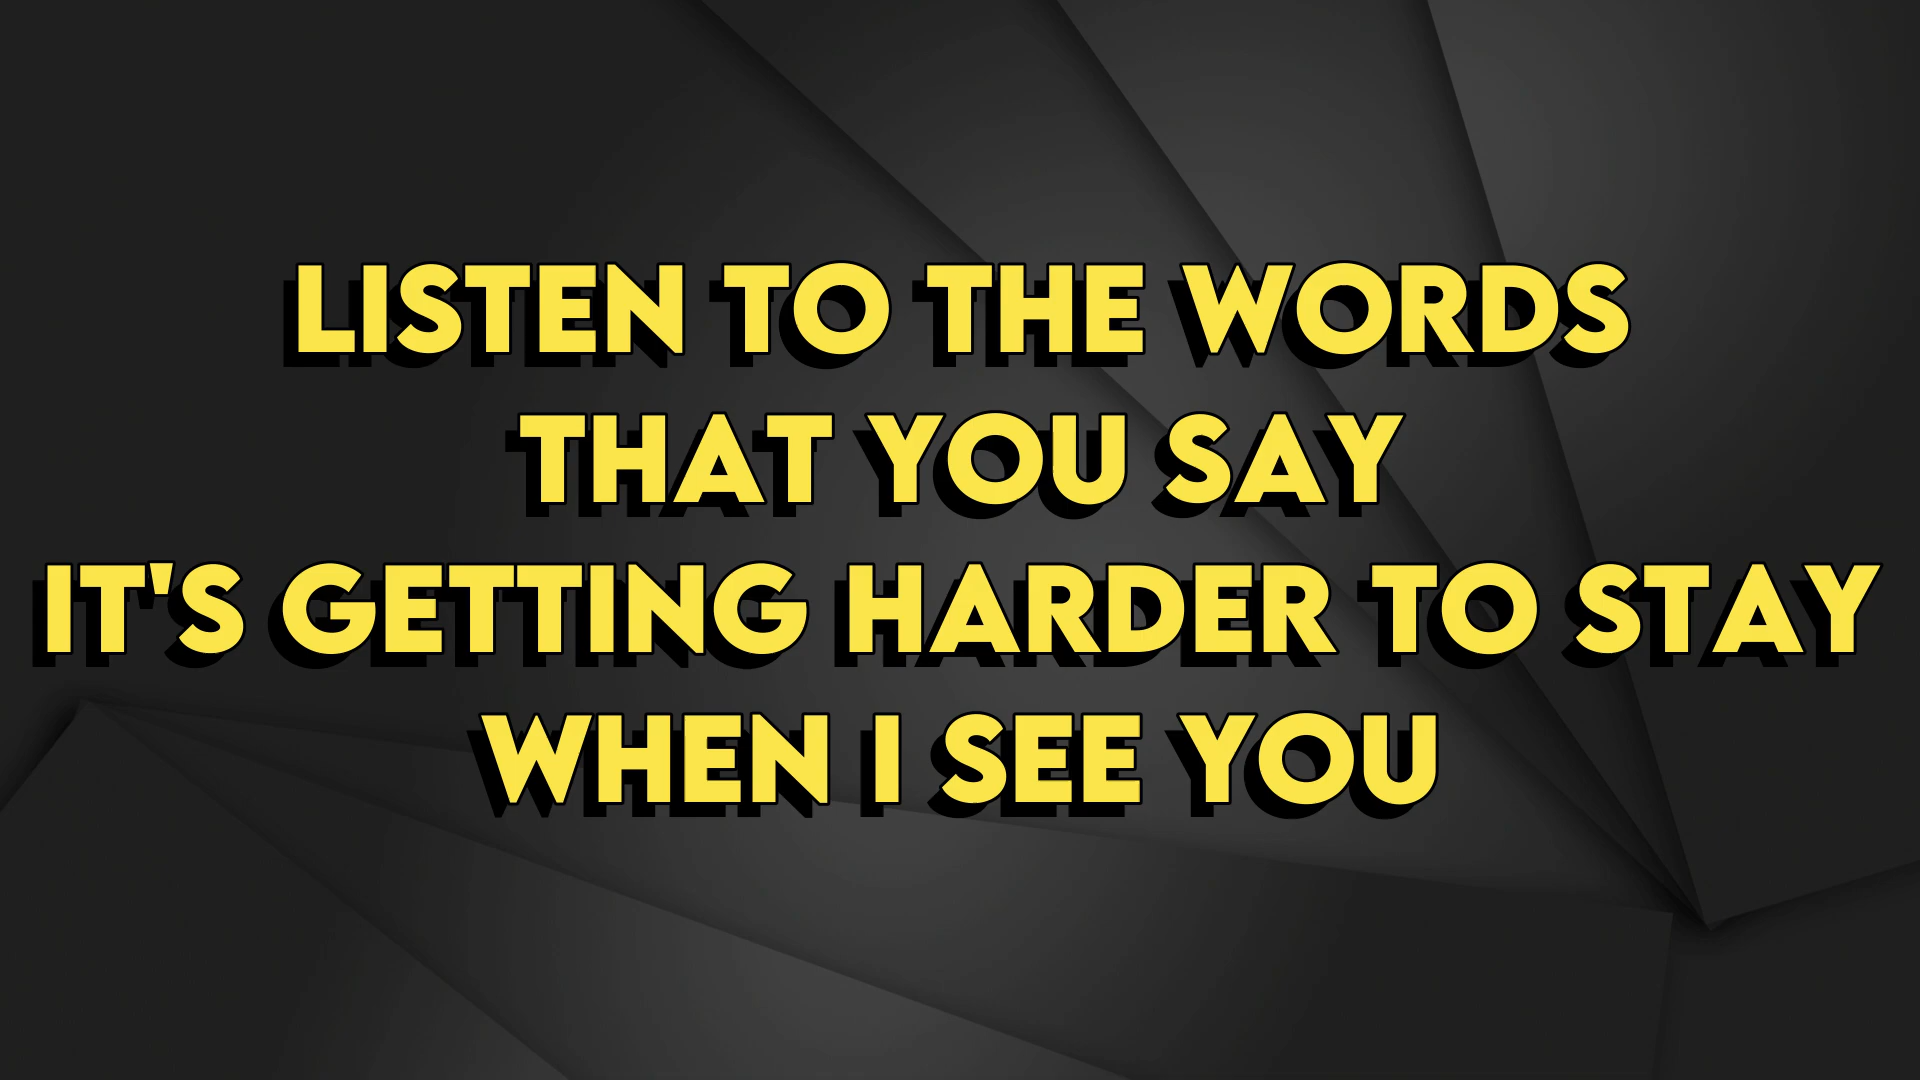 LISTEN TO THE WORDS
THAT YOU SAY
IT'S GETTING HARDER TO STAY
WHEN I SEE YOU